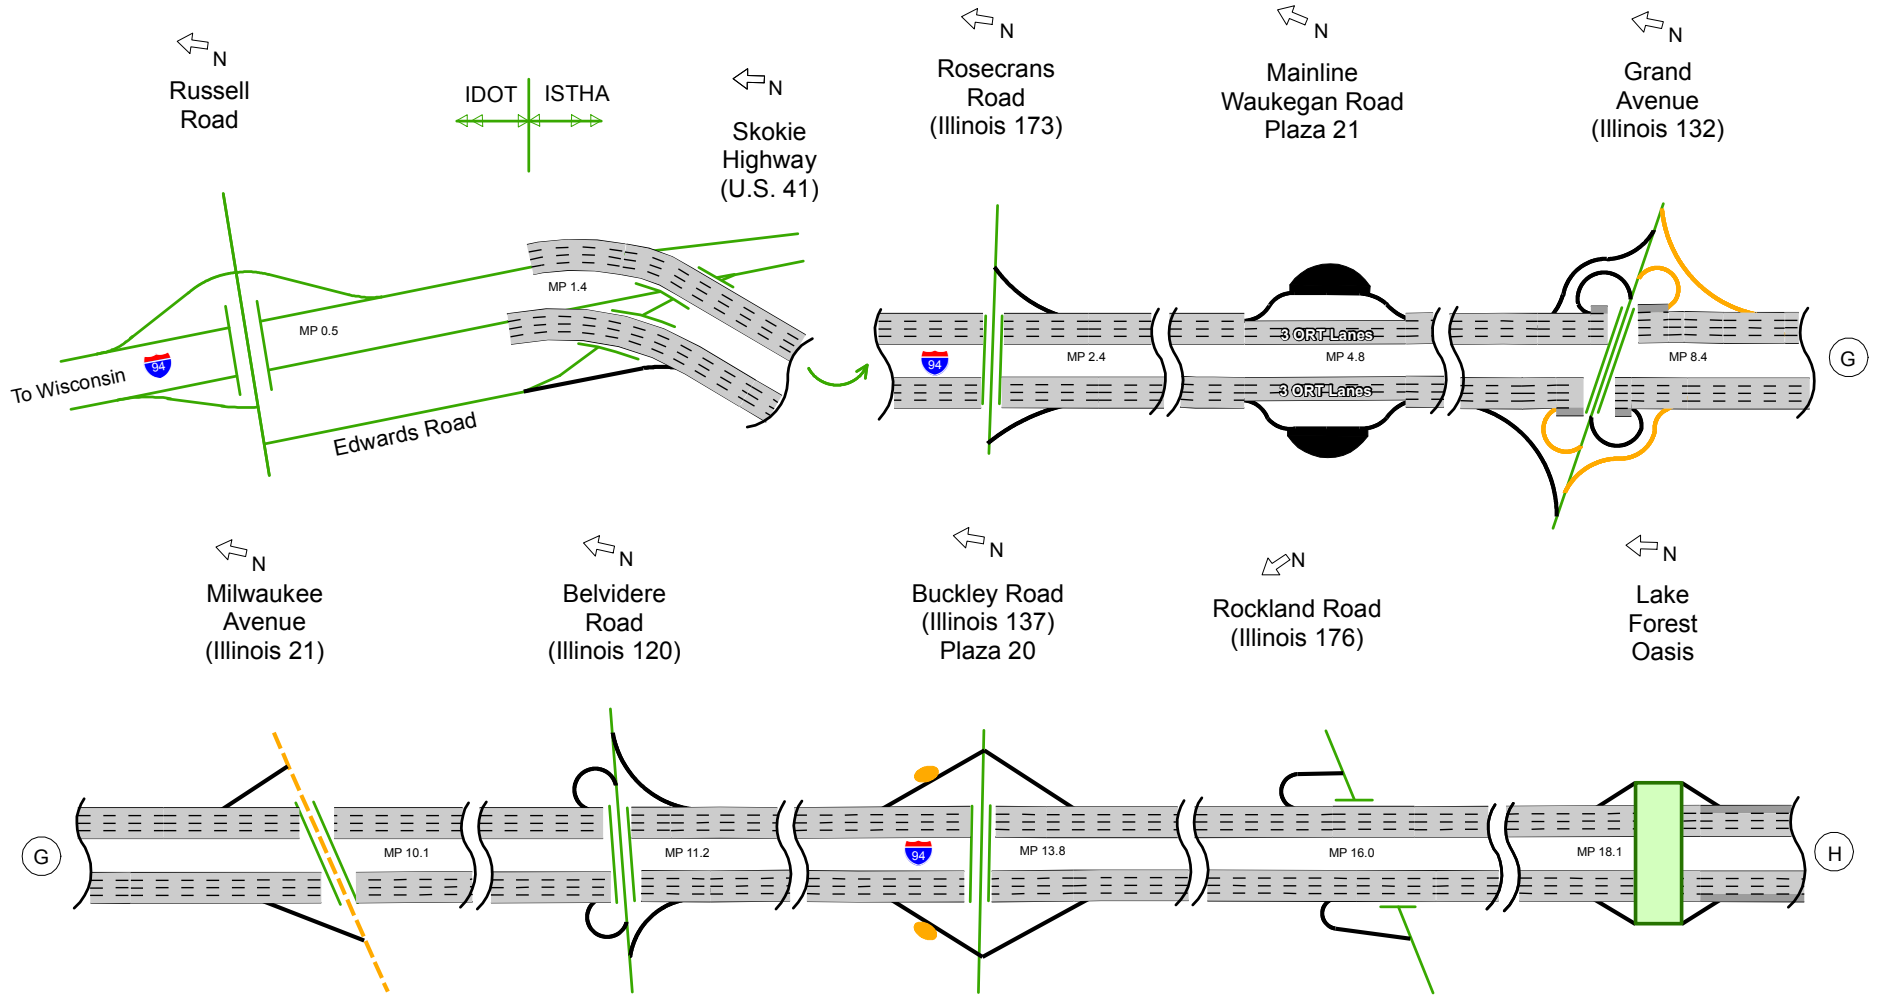 N
Russell
Road
IDOT
ISTHA
N
Skokie
Highway
(U.S. 41)
N
Rosecrans
Road
(Illinois 173)
N
Mainline
Waukegan Road
Plaza 21
N
Grand
Avenue
(Illinois 132)
To Wisconsin
94
MP 0.5
MP 1.4
Edwards Road
94
MP 2.4
3 ORT Lanes
MP 4.8
3 ORT Lanes
MP 8.4
G
N
Milwaukee
Avenue
(Illinois 21)
N
Belvidere
Road
(Illinois 120)
N
Buckley Road
(Illinois 137)
Plaza 20
N
Rockland Road
(Illinois 176)
N
Lake
Forest
Oasis
G
MP 10.1
MP 11.2
94
MP 13.8
MP 16.0
MP 18.1
H